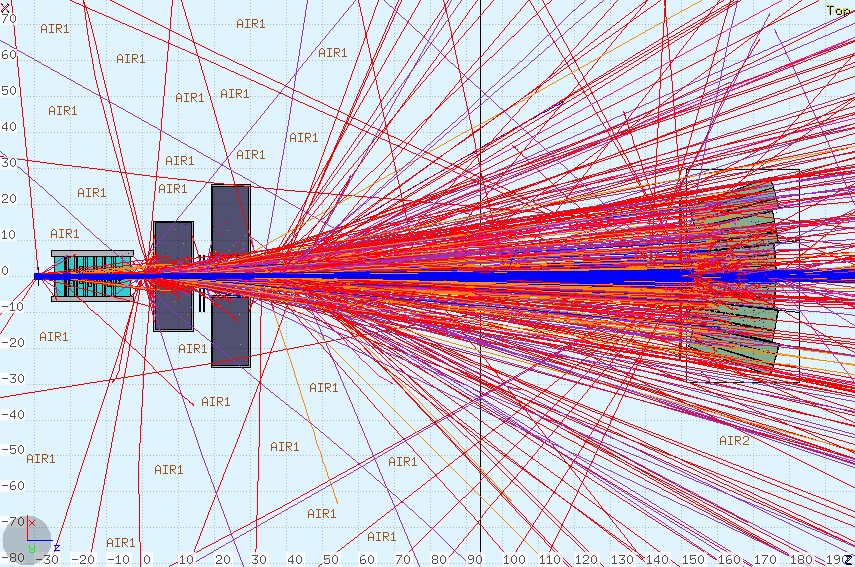 X
Top
70
AIR1
AIR1
60
AIR1
AIR1
50
AIR1
AIR1
40
AIR1
AIR1
30
AIR1
AIR1
20
AIR1
AIR1
10
AIR1
0
-10
AIR1
AIR1
-20
-30
AIR1
-40
AIR1
-50
AIR1
AIR2
AIR1
AIR1
AIR1
-60
AIR1
-70
x
AIR1
y
z
AIR1
-80
-30 -20 -10 0 10 20 30 40 50 60 70 80 90 100 110 120 130 140 150 160 170 180 190 Z